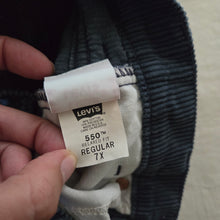 Levi's
550™
RELAXED FIT
REGULAR
7X